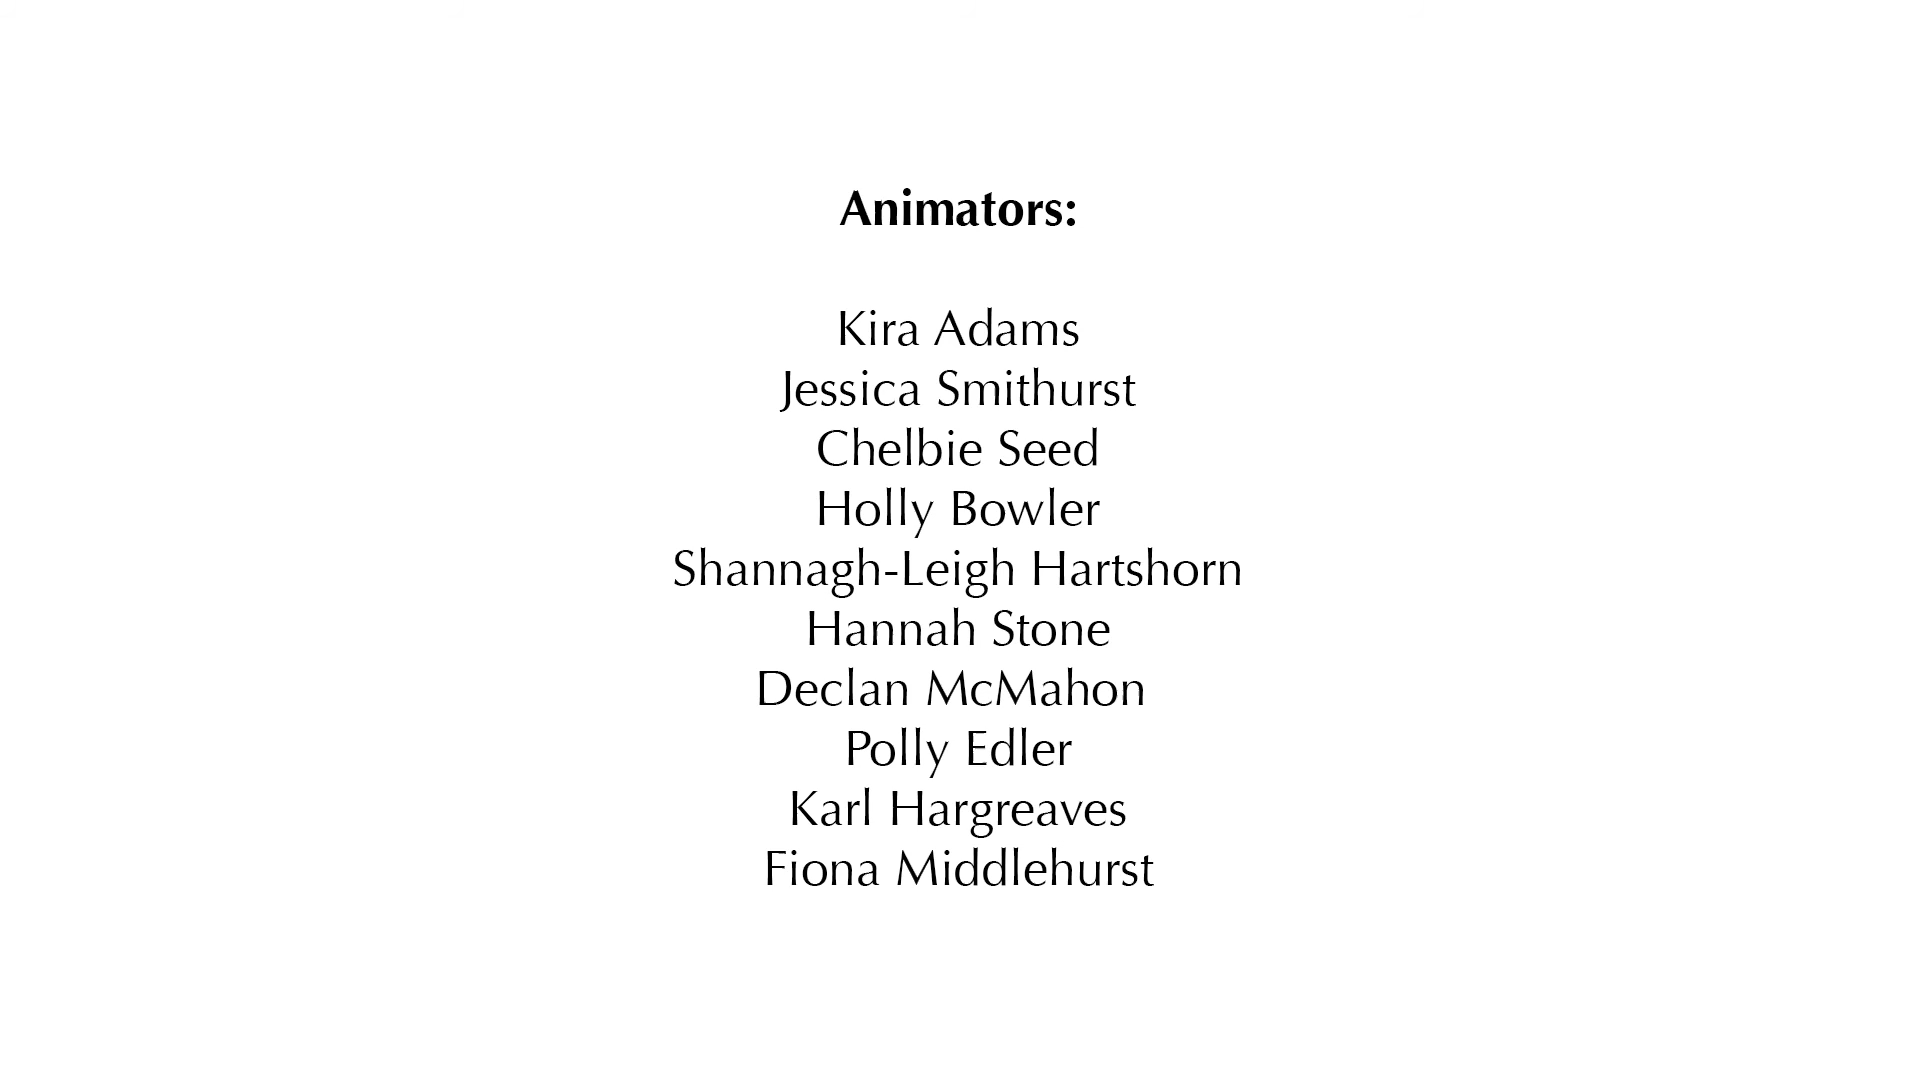 Animators:
Kira Adams
Jessica Smithurst
Chelbie Seed
Holly Bowler
Shannagh-Leigh Hartshorn
Hannah Stone
Declan McMahon
Polly Edler
Karl Hargreaves
Fiona Middlehurst